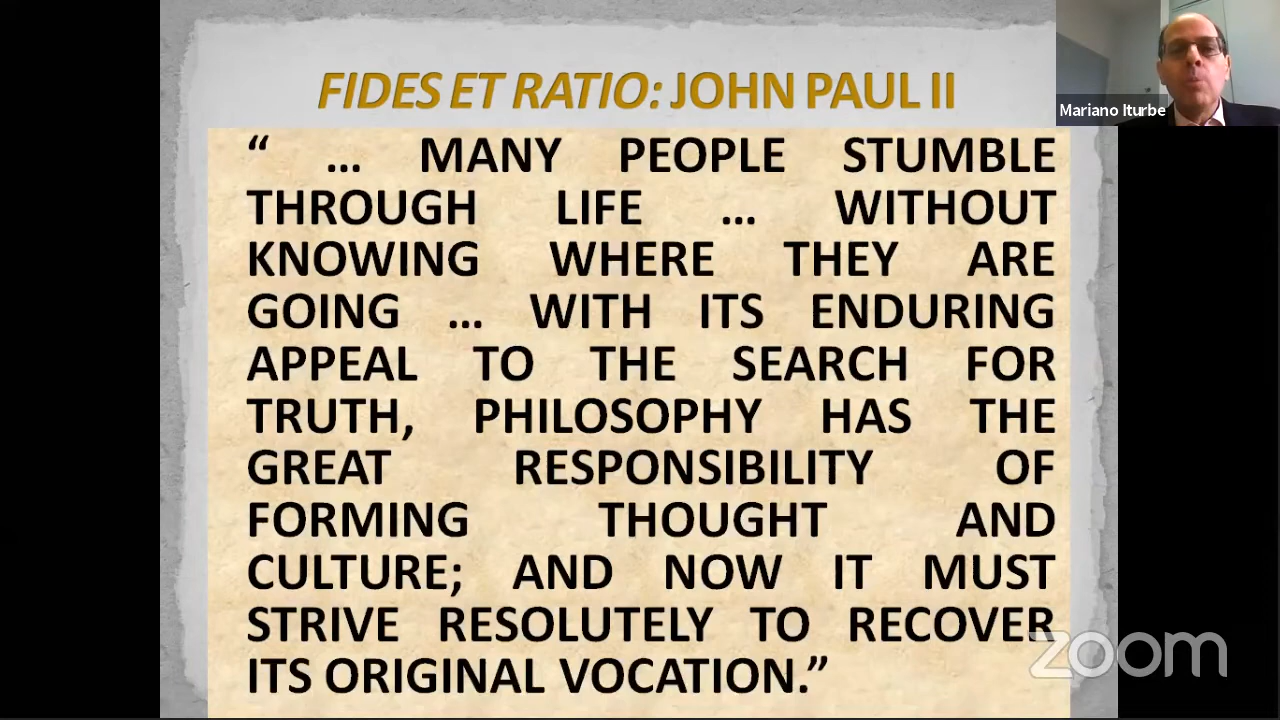 FIDES ET RATIO: JOHN PAUL II
Mariano Iturbe
“ … MANY PEOPLE STUMBLE
THROUGH LIFE … WITHOUT
KNOWING WHERE THEY ARE
GOING … WITH ITS ENDURING
APPEAL TO THE SEARCH FOR
TRUTH, PHILOSOPHY HAS THE
GREAT RESPONSIBILITY OF
FORMING THOUGHT AND
CULTURE; AND NOW IT MUST
STRIVE RESOLUTELY TO RECOVER
ITS ORIGINAL VOCATION.”
zoom